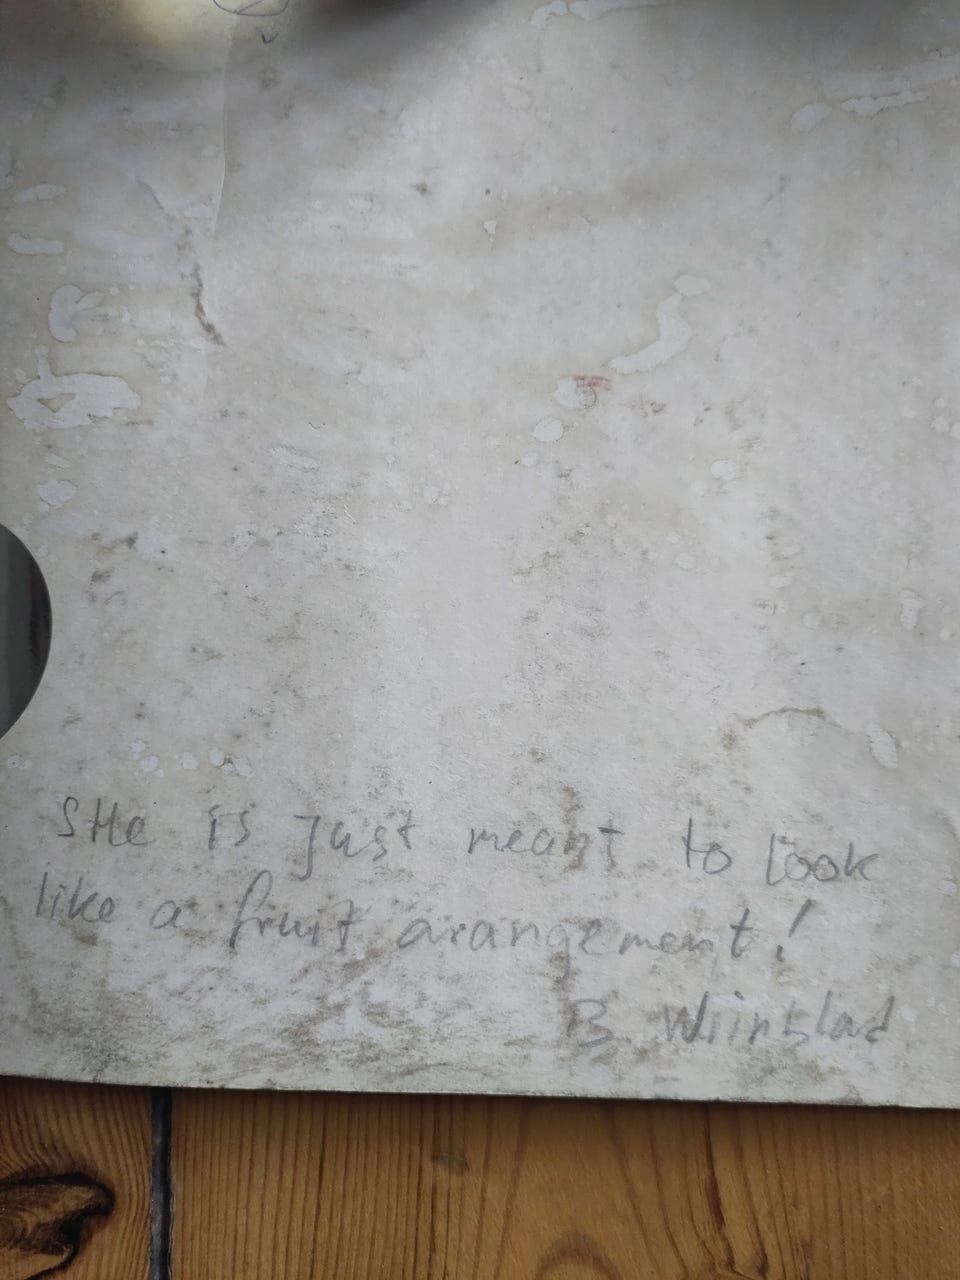 SHe is Just meant to look
like a fruit arangement!
B. Wiinblad